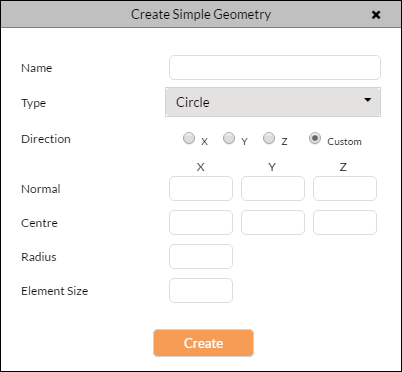 Create Simple Geometry ×
Name
Type Circle
Direction X Y Z Custom
X Y Z
Normal
Centre
Radius
Element Size
Create